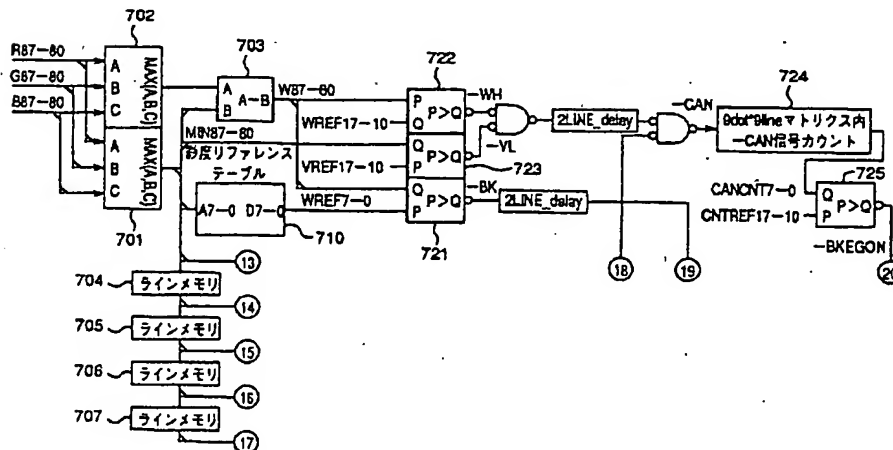 702
R87-80
G87-80
B87-80
A
B
C
MAX(A,B,C)
A
B
C
MAX(A,B,C)
701
703
A
B
A-B
W87-80
MIN87-80
彩度リファレンス
テーブル
A7-0 D7-0
710
WREF7-0
WREF17-10
VREF17-10
722
P
Q
P>Q
-WH
P
Q
P>Q
-VL
723
Q
P
P>Q
-BK
721
2LINE_delay
2LINE_delay
-CAN
18
19
724
9dot*9lineマトリクス内
-CAN信号カウント
CANCNT7-0
CNTREF17-10
725
Q
P
P>Q
-BKEGON
20
13
704
ラインメモリ
14
705
ラインメモリ
15
706
ラインメモリ
16
707
ラインメモリ
17